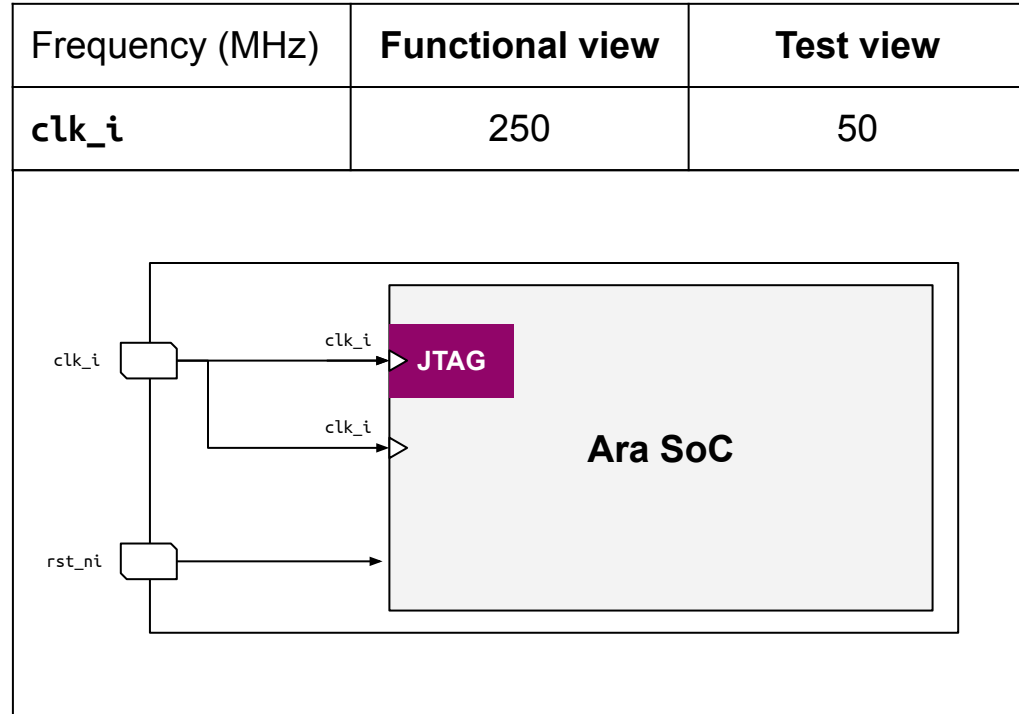 Frequency (MHz) Functional view Test view
clk_i 250 50
clk_i
clk_i JTAG
clk_i
Ara SoC
rst_ni